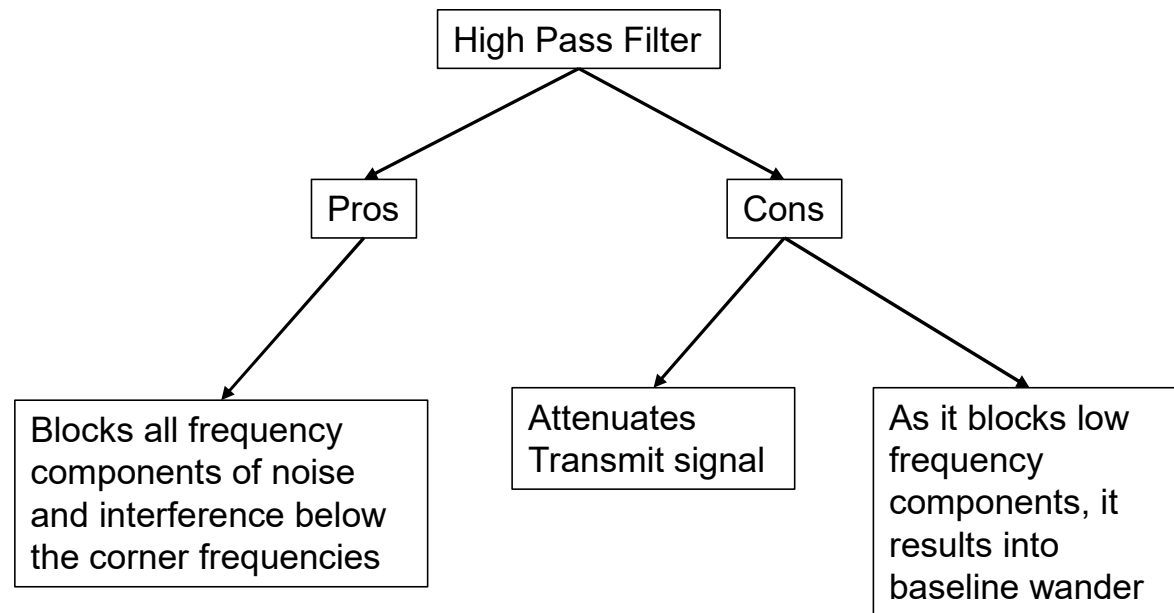 High Pass Filter
Pros
Cons
Blocks all frequency
components of noise
and interference below
the corner frequencies
Attenuates
Transmit signal
As it blocks low
frequency
components, it
results into
baseline wander